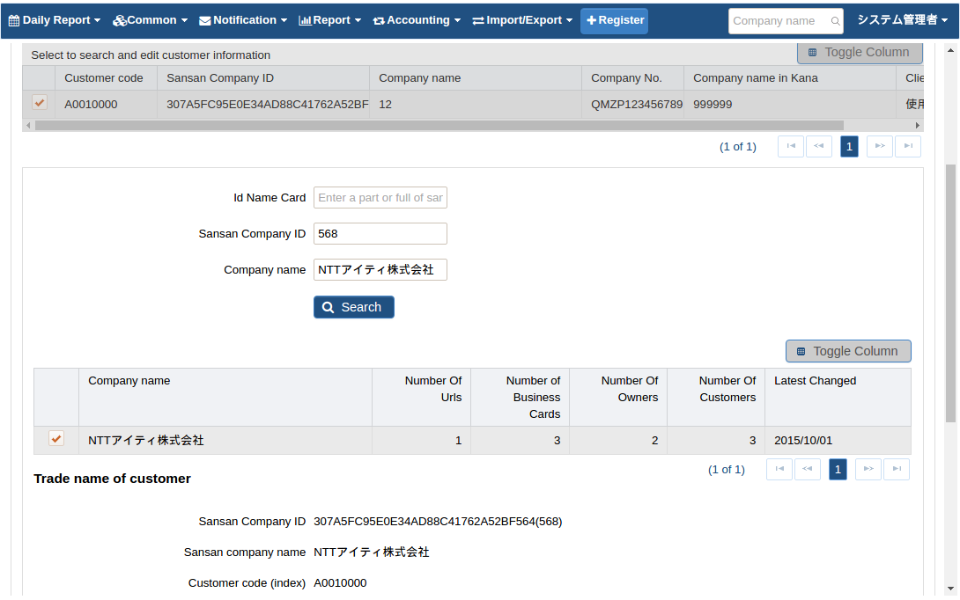 Daily Report Common Notification Report Accounting Import/Export Register Company name システム管理者
Select to search and edit customer information Toggle Column
Customer code Sansan Company ID Company name Company No. Company name in Kana Clie
A0010000 307A5FC95E0E34AD88C41762A52BF 12 QMZP123456789 999999 使用
(1 of 1) 1
Id Name Card Enter a part or full of sar
Sansan Company ID 568
Company name NTTアイティ株式会社
Search
Toggle Column
Company name Number Of Urls Number of Business Cards Number Of Owners Number Of Customers Latest Changed
NTTアイティ株式会社 1 3 2 3 2015/10/01
(1 of 1) 1
Trade name of customer
Sansan Company ID 307A5FC95E0E34AD88C41762A52BF564(568)
Sansan company name NTTアイティ株式会社
Customer code (index) A0010000